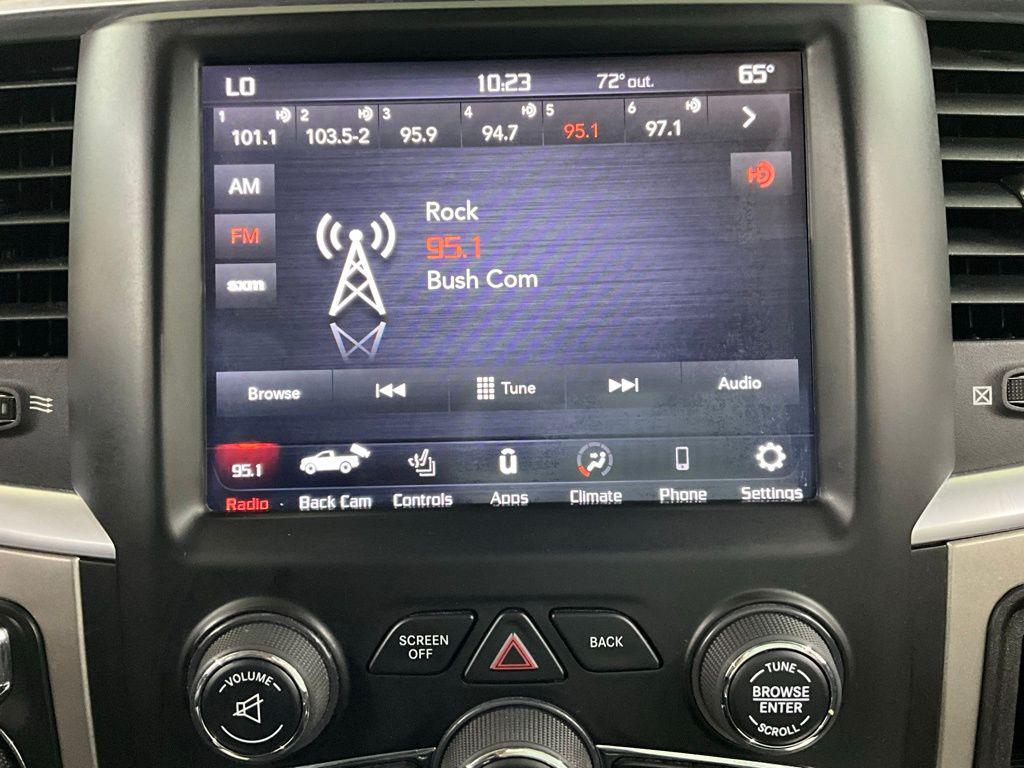 LO 10:23 72° out. 65°
1 2 3 4 5 6
101.1 103.5-2 95.9 94.7 95.1 97.1 >
AM
FM
sxm
HD
Rock
95.1
Bush Com
Browse Tune Audio
95.1 u
Radio Back Cam Controls Apps Climate Phone Settings
SCREEN
OFF
BACK
VOLUME
TUNE
BROWSE
ENTER
SCROLL